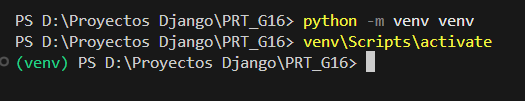 PS D:\Proyectos Django\PRT_G16> python -m venv venv
PS D:\Proyectos Django\PRT_G16> venv\Scripts\activate
(venv) PS D:\Proyectos Django\PRT_G16>